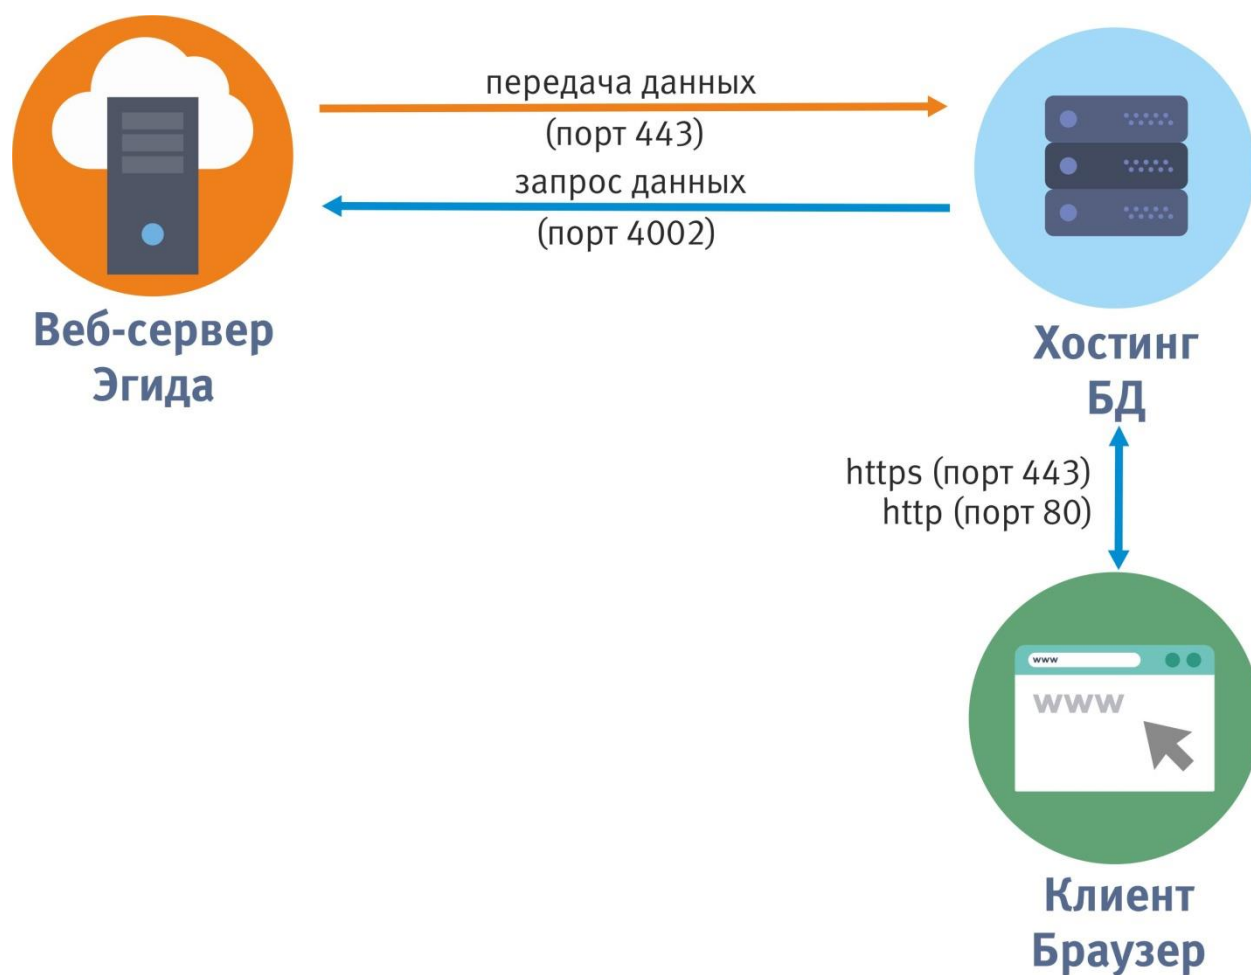 передача данных
(порт 443)
запрос данных
(порт 4002)
Веб-сервер
Эгида
Хостинг
БД
https (порт 443)
http (порт 80)
www
www
Клиент
Браузер